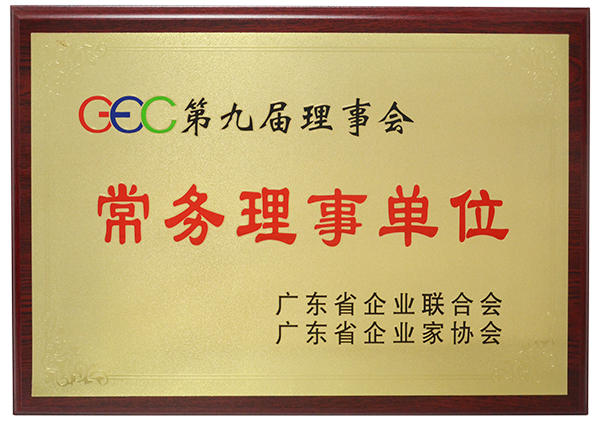 GEC第九届理事会
常务理事单位
广东省企业联合会
广东省企业家协会